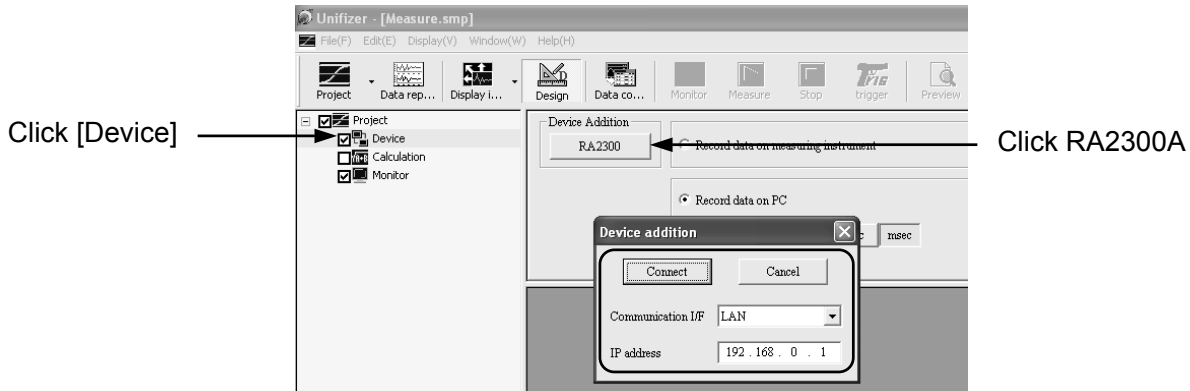 Unifizer - [Measure.smp]
File(F) Edit(E) Display(V) Window(W) Help(H)
Project Data rep... Display i... Design Data co... Monitor Measure Stop trigger Preview
Click [Device]
Project
Device
Calculation
Monitor
Device Addition
RA2300
Record data on measuring instrument
Click RA2300A
Record data on PC
c msec
Device addition
Connect Cancel
Communication I/F LAN
IP address 192 . 168 . 0 . 1